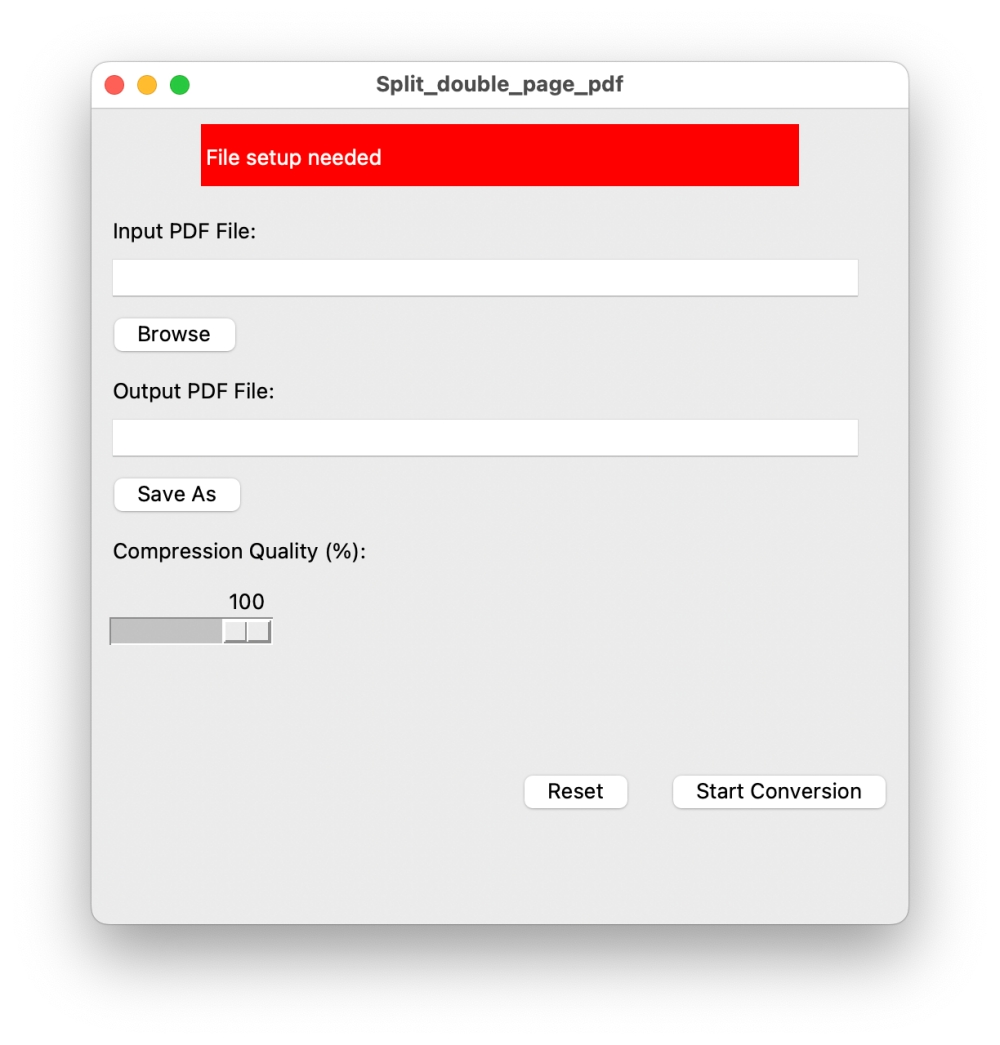 Split_double_page_pdf
File setup needed
Input PDF File:
Browse
Output PDF File:
Save As
Compression Quality (%):
100
Reset Start Conversion